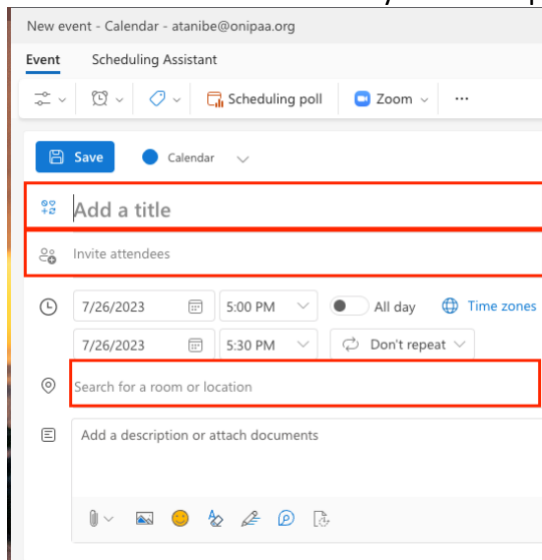 New event - Calendar - atanibe@onipaa.org
Event Scheduling Assistant
Scheduling poll Zoom
Save Calendar
Add a title
Invite attendees
7/26/2023 5:00 PM All day Time zones
7/26/2023 5:30 PM Don't repeat
Search for a room or location
Add a description or attach documents